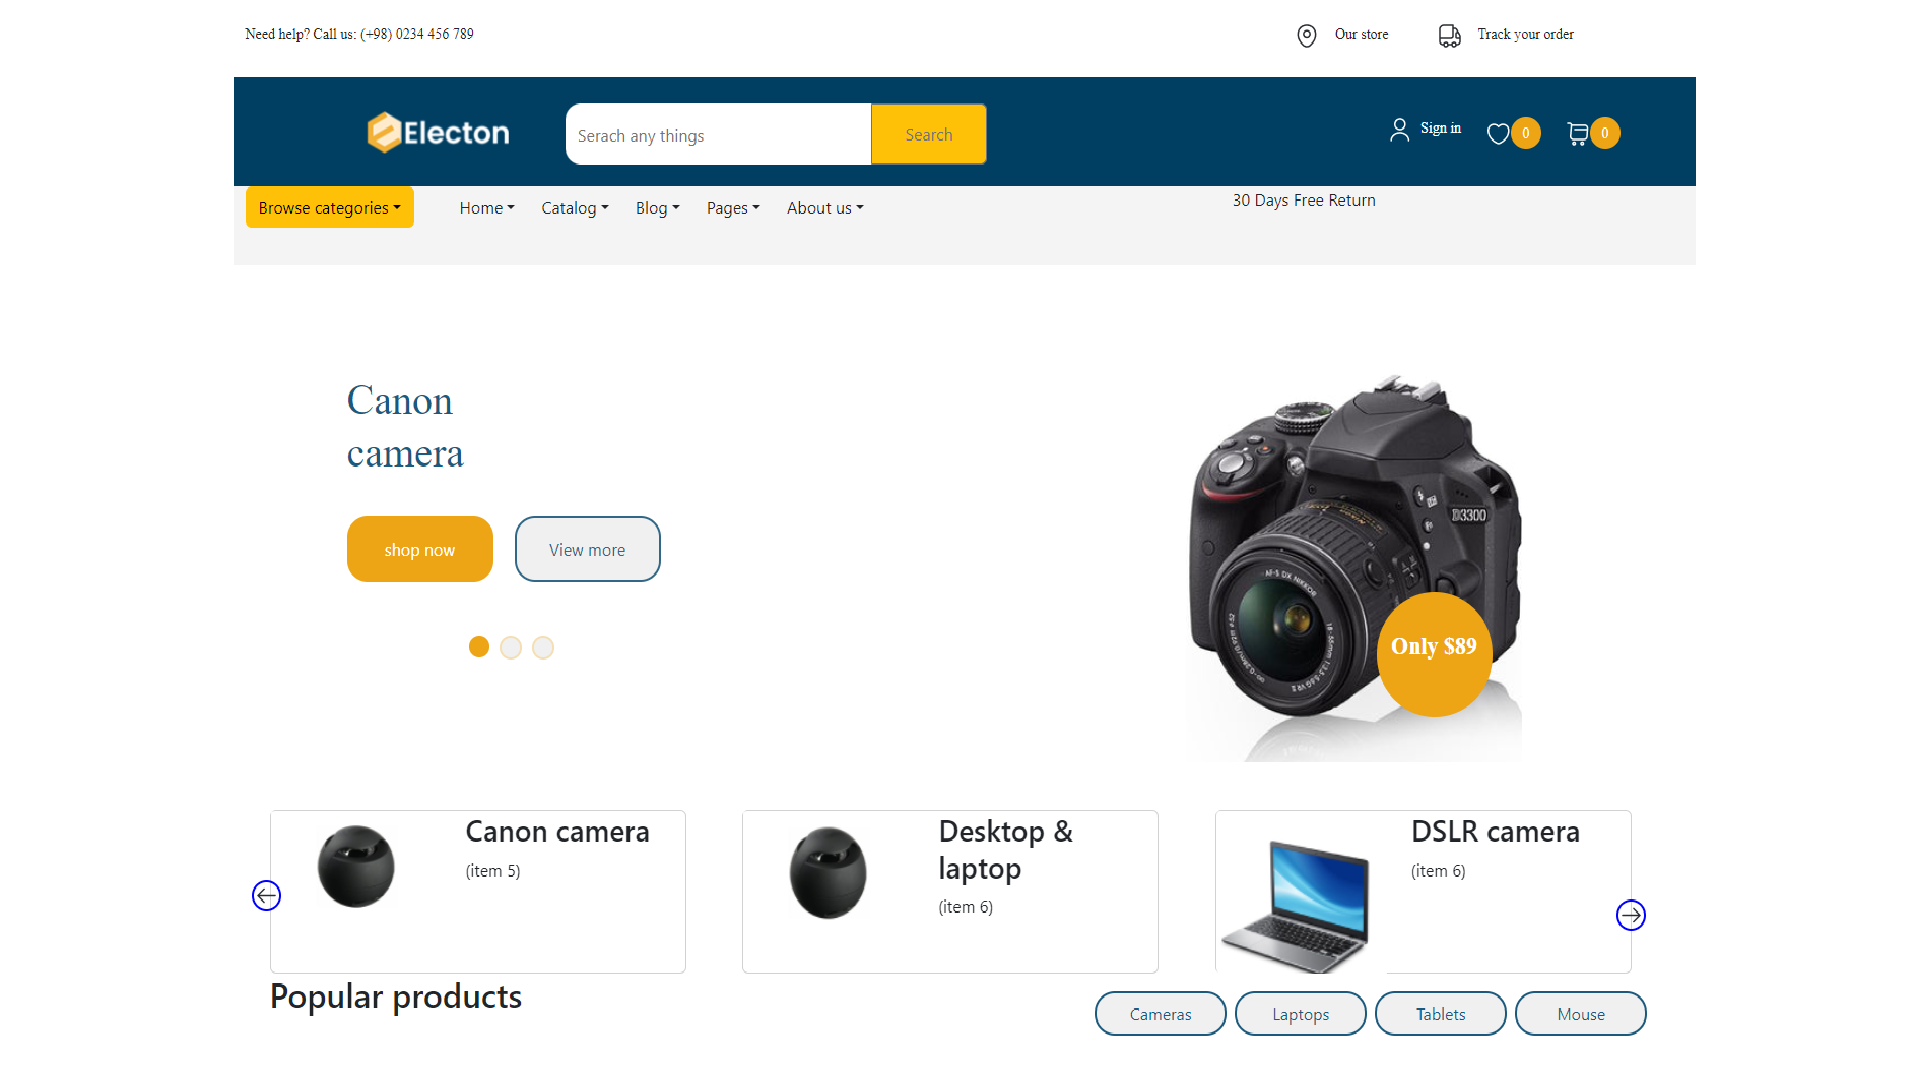 Need help? Call us: (+98) 0234 456 789
Our store
Track your order
Electon
Serach any things
Search
Sign in
0
0
Browse categories
Home
Catalog
Blog
Pages
About us
30 Days Free Return
Canon
camera
shop now
View more
D3300
AF-S DX NIKKOR
Only $89
Canon camera
(item 5)
Desktop &
laptop
(item 6)
DSLR camera
(item 6)
Popular products
Cameras
Laptops
Tablets
Mouse